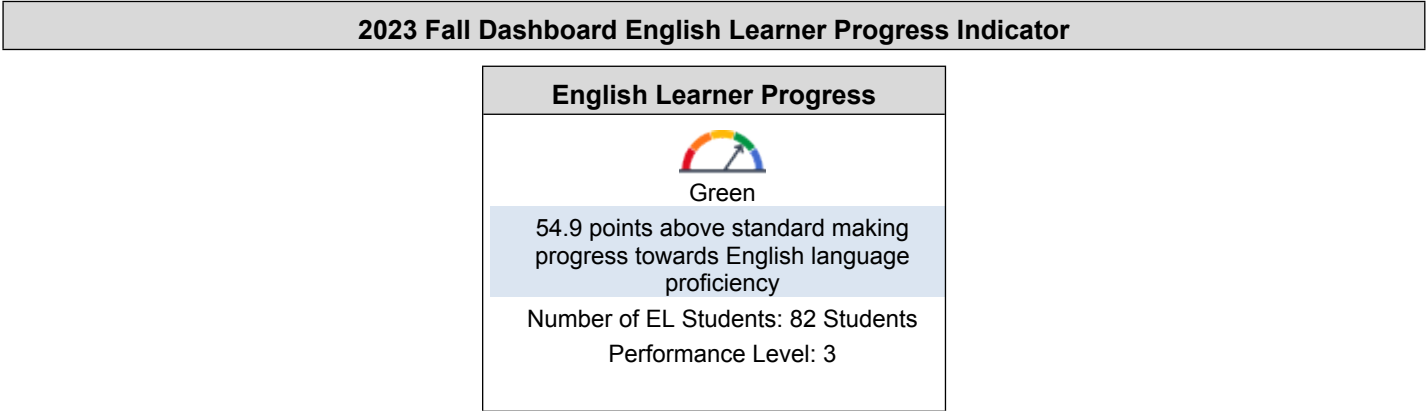 2023 Fall Dashboard English Learner Progress Indicator
English Learner Progress
Green
54.9 points above standard making
progress towards English language
proficiency
Number of EL Students: 82 Students
Performance Level: 3